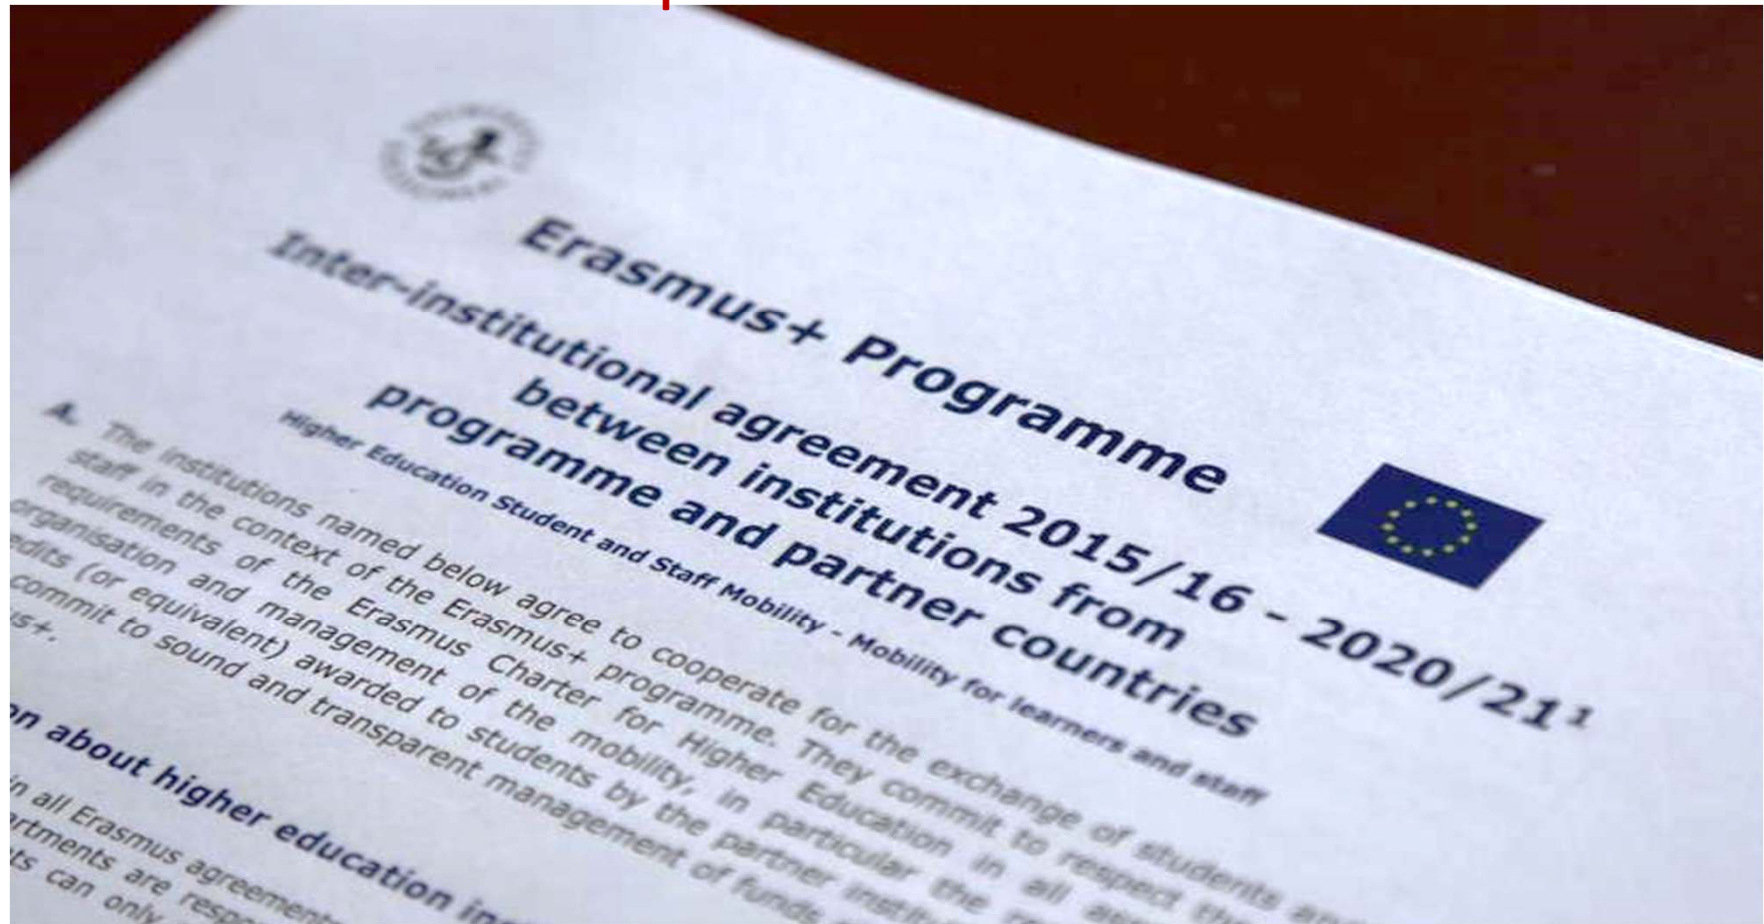 Erasmus+ Programme
Inter-institutional agreement 2015/16 - 2020/21¹
between institutions from
programme and partner countries
Higher Education Student and Staff Mobility - Mobility for learners and staff
A. The institutions named below agree to cooperate for the exchange of students and
staff in the context of the Erasmus+ programme. They commit to respect the
requirements of the Erasmus Charter for Higher Education in all
organisation and management of the mobility, in particular the
edits (or equivalent) awarded to students by the partner
commit to sound and transparent management of funds
us+.
on about higher education
in all Erasmus agreements
artments are
ts can only